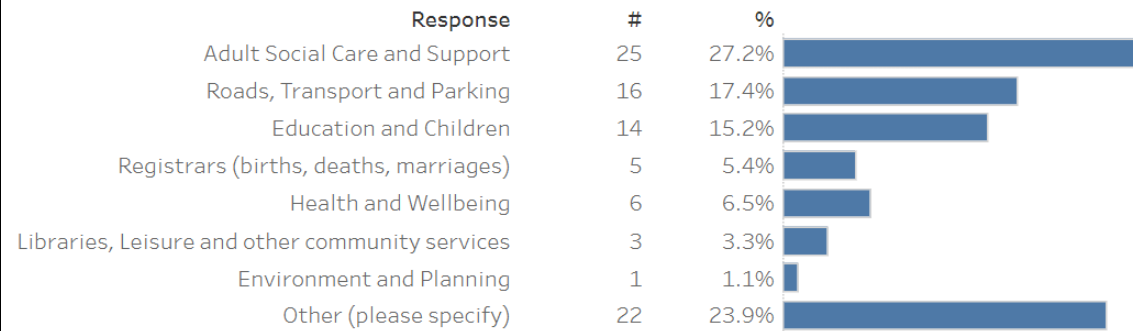 Response # %
Adult Social Care and Support 25 27.2%
Roads, Transport and Parking 16 17.4%
Education and Children 14 15.2%
Registrars (births, deaths, marriages) 5 5.4%
Health and Wellbeing 6 6.5%
Libraries, Leisure and other community services 3 3.3%
Environment and Planning 1 1.1%
Other (please specify) 22 23.9%